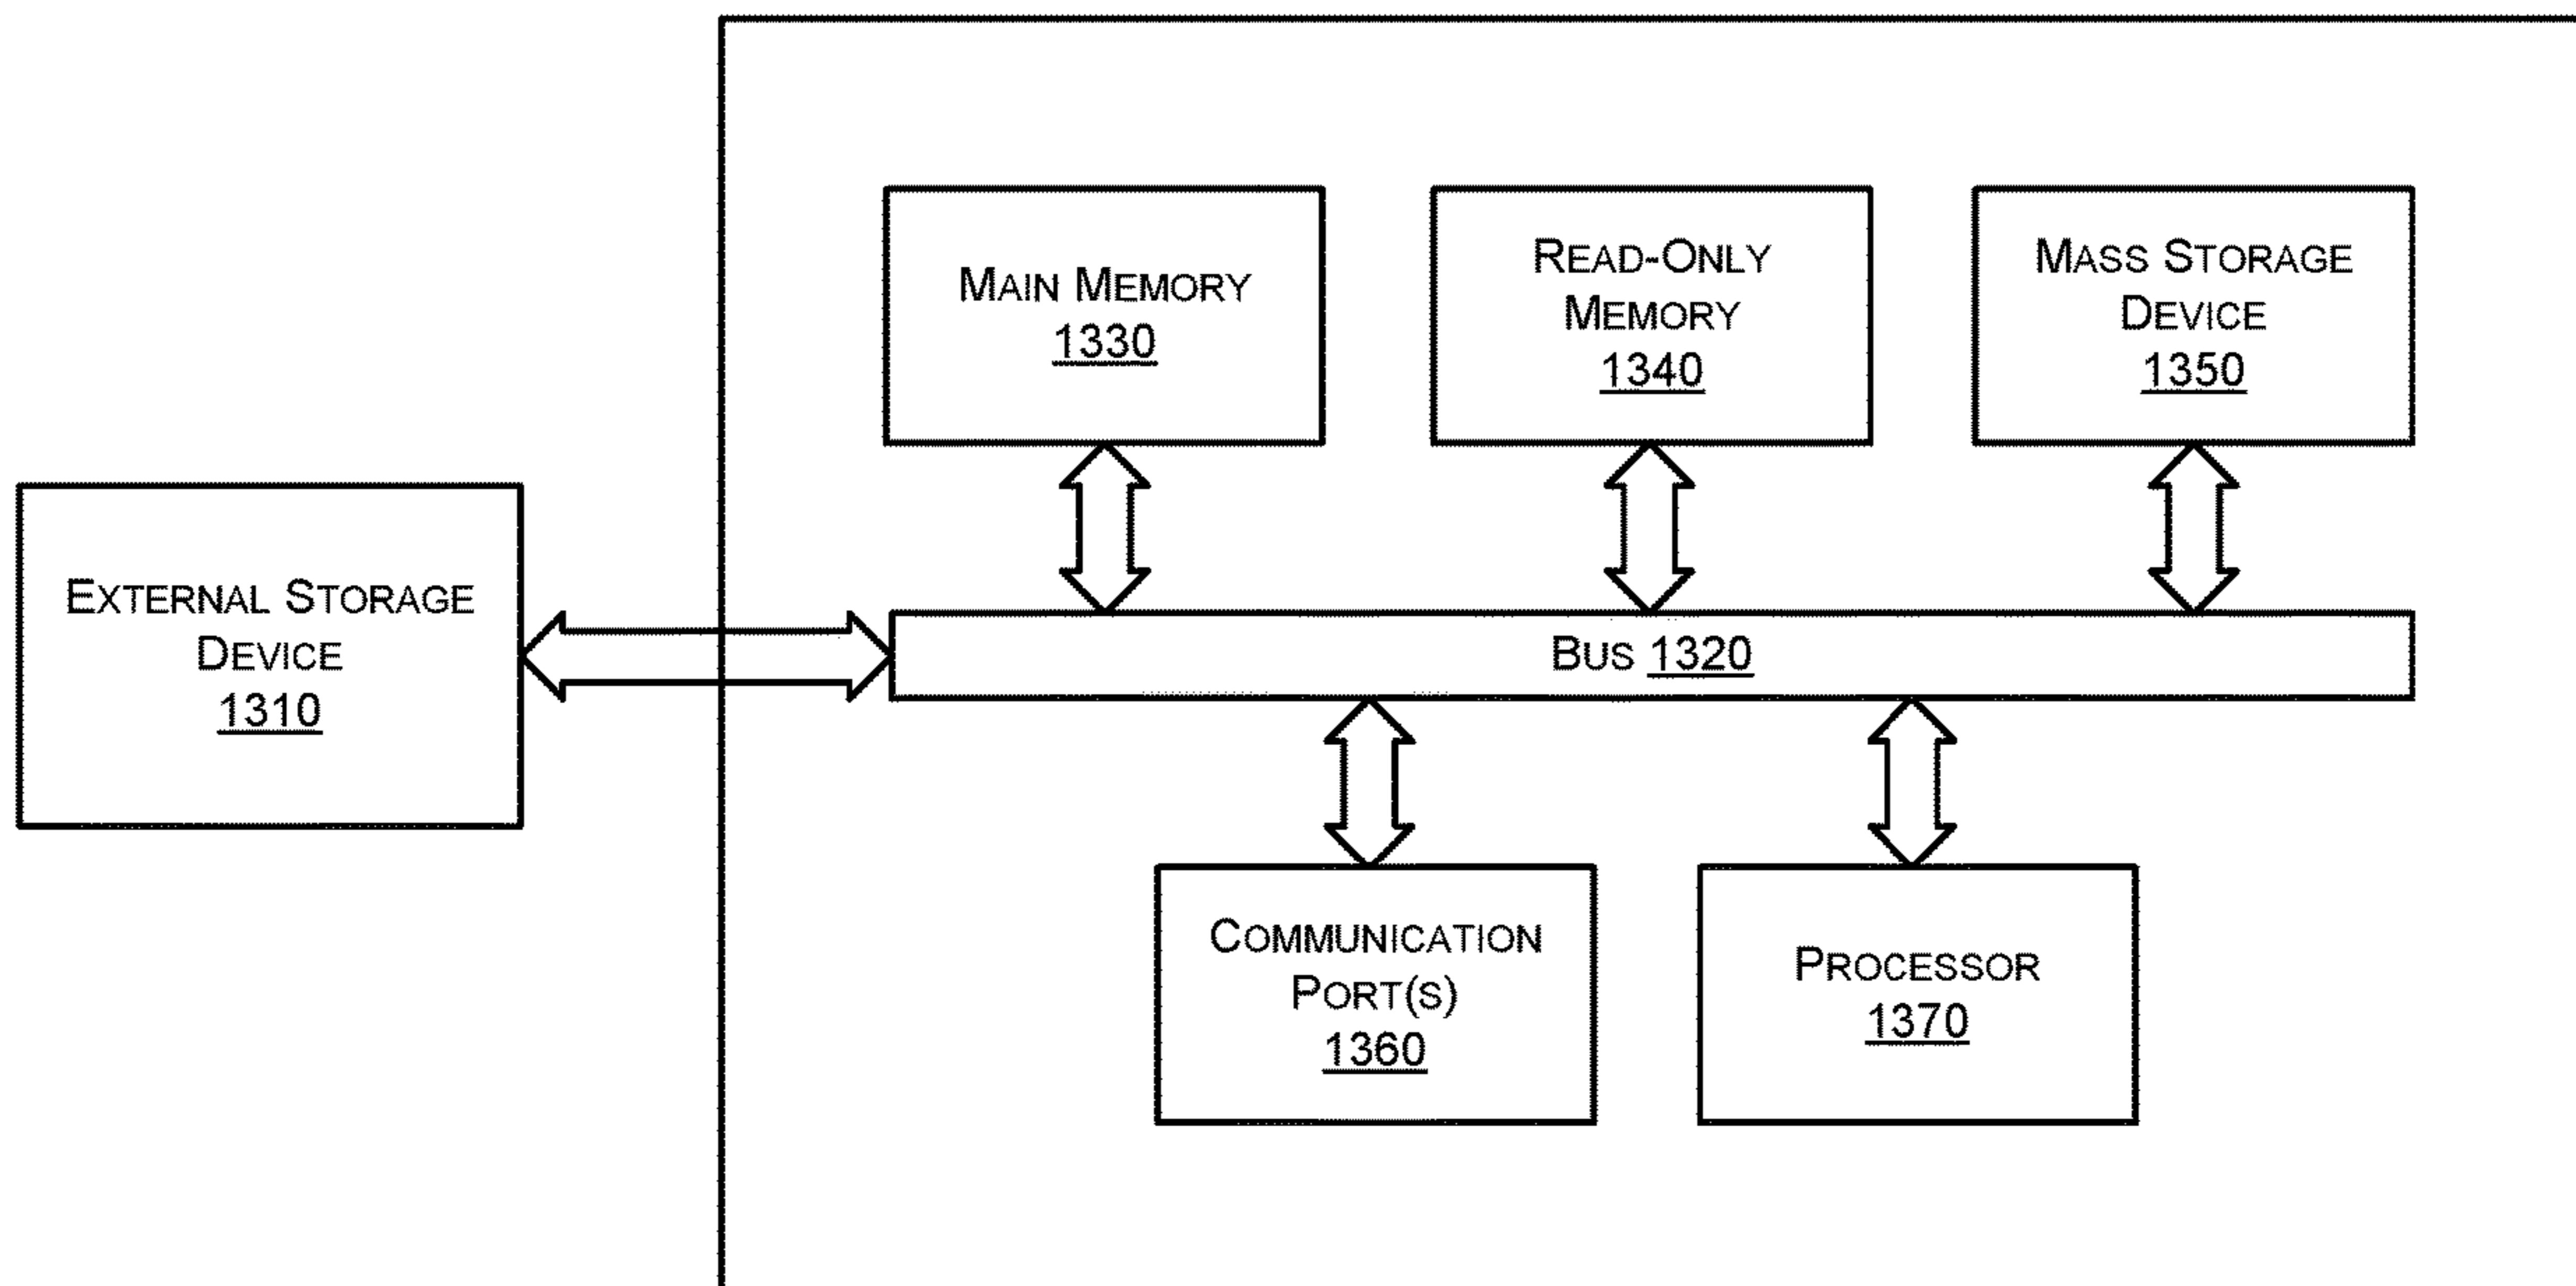 MAIN MEMORY
1330
READ-ONLY
MEMORY
1340
MASS STORAGE
DEVICE
1350
EXTERNAL STORAGE
DEVICE
1310
BUS 1320
COMMUNICATION
PORT(S)
1360
PROCESSOR
1370